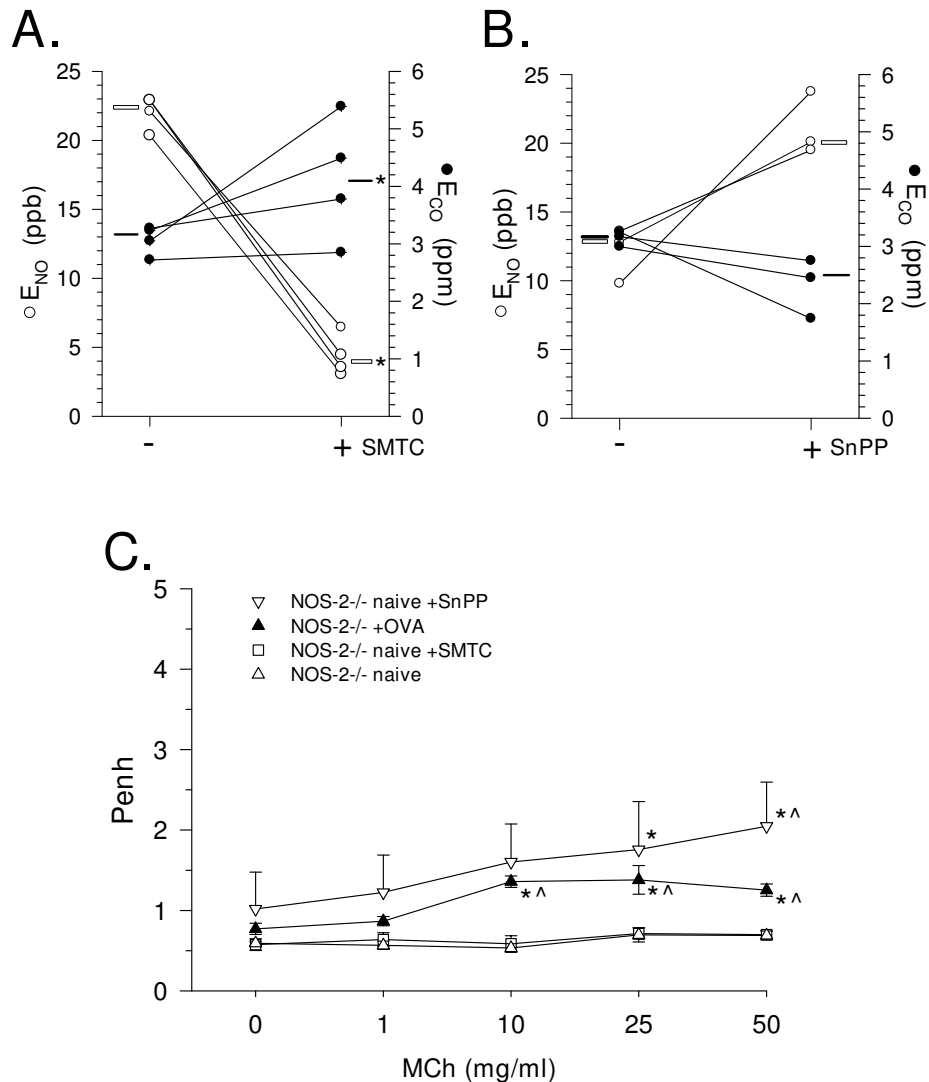 A.
25
20
15
10
5
0
○ E_NO (ppb)
6
5
4
3
2
1
0
● E_CO (ppm)
*
*
-
+ SMTC
B.
25
20
15
10
5
0
○ E_NO (ppb)
6
5
4
3
2
1
0
● E_CO (ppm)
-
+ SnPP
C.
5
4
3
2
1
0
Penh
NOS-2-/- naive +SnPP
NOS-2-/- +OVA
NOS-2-/- naive +SMTC
NOS-2-/- naive
*
* ^
* ^
* ^
* ^
0 1 10 25 50
MCh (mg/ml)